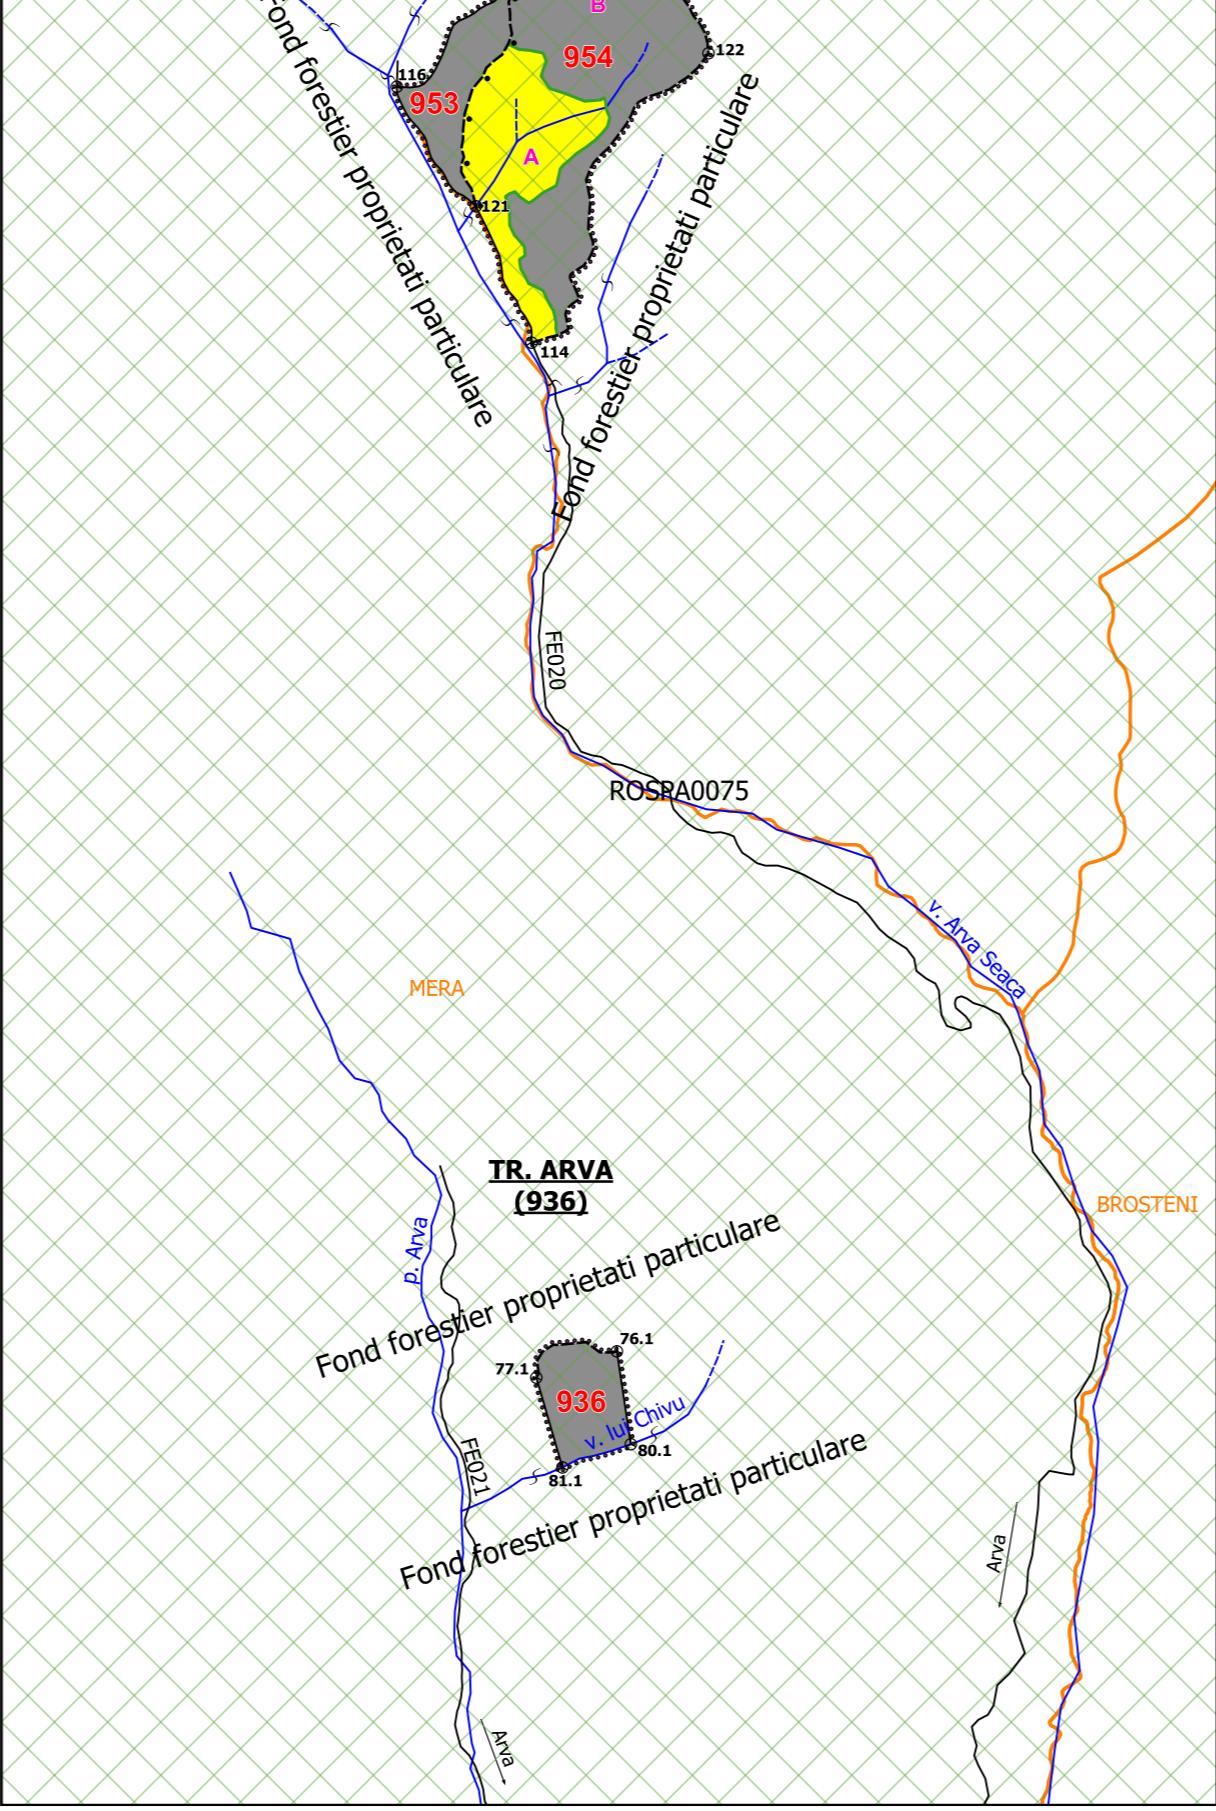 B
954
122
116
953
A
121
114
Fond forestier proprietati particulare
Fond forestier proprietati particulare
FE020
ROSPA0075
v. Arva Seaca
MERA
TR. ARVA
(936)
BROSTENI
p. Arva
Fond forestier proprietati particulare
76.1
77.1
936
v. lui Chivu
80.1
81.1
FE021
Fond forestier proprietati particulare
Arva
Arva